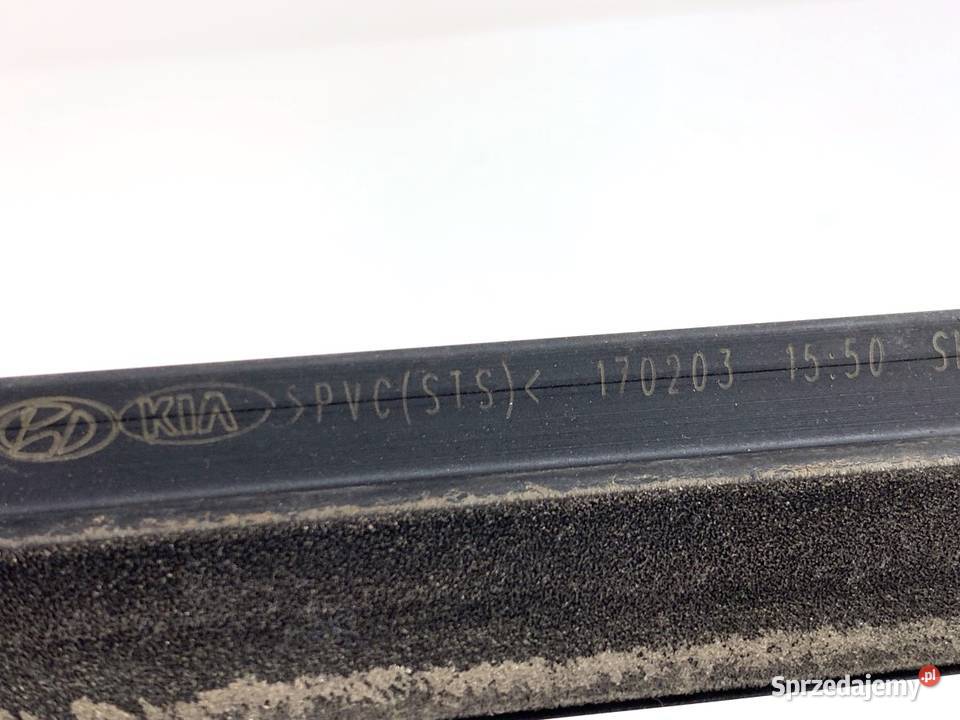 KIA >PVC(STS)< 170203 15:50
Sprzedajemy.pl